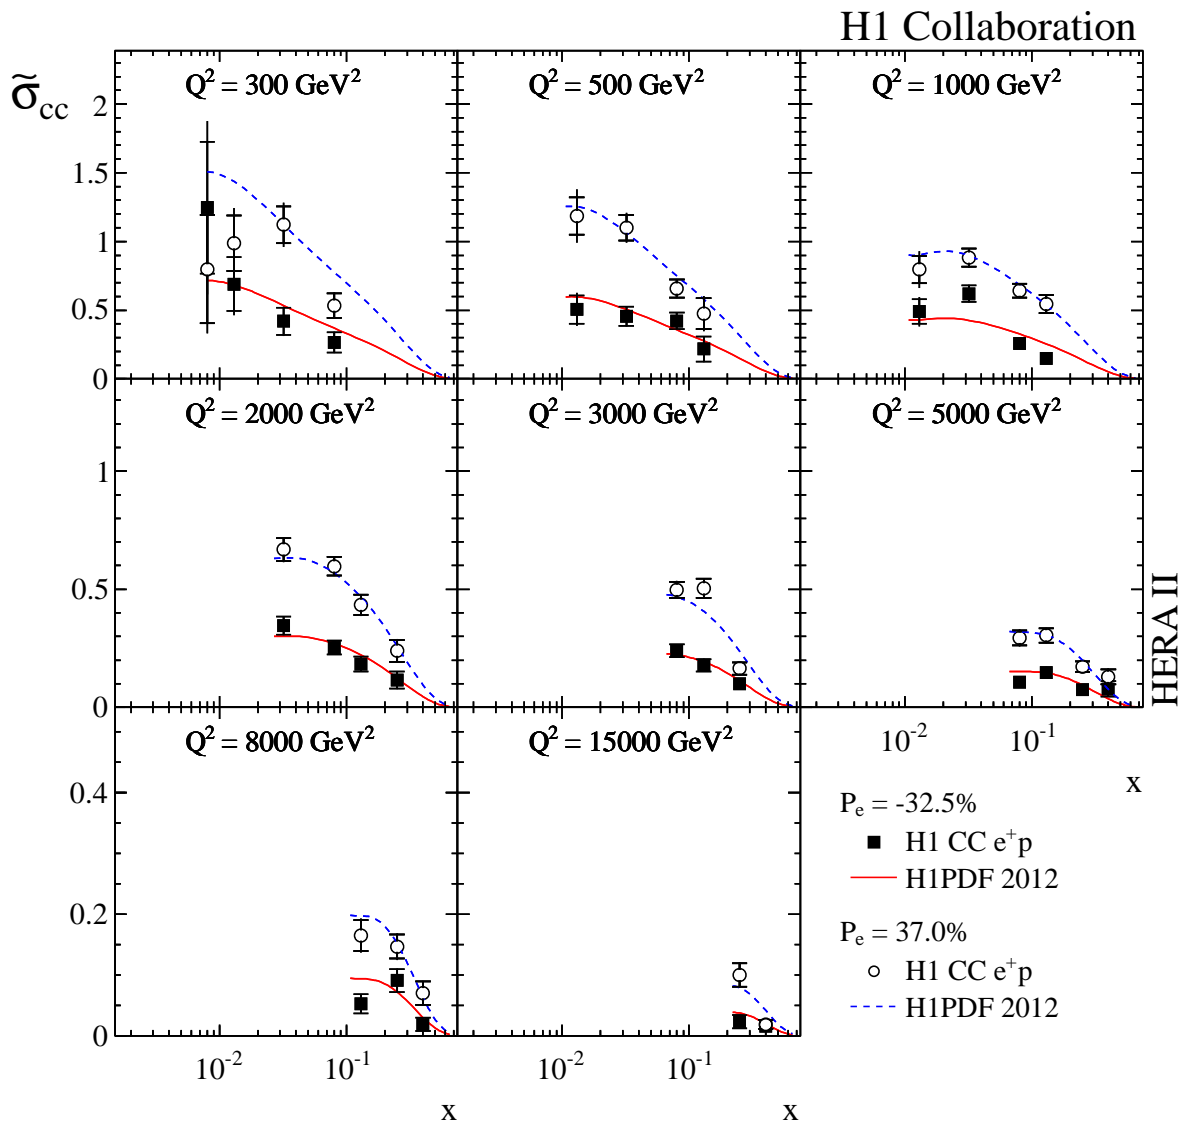 H1 Collaboration
σ̃cc
Q² = 300 GeV²
Q² = 500 GeV²
Q² = 1000 GeV²
2
1.5
1
0.5
0
Q² = 2000 GeV²
Q² = 3000 GeV²
Q² = 5000 GeV²
1
0.5
0
10⁻²
10⁻¹
x
HERA II
Q² = 8000 GeV²
Q² = 15000 GeV²
0.4
0.2
0
10⁻²
10⁻¹
x
10⁻²
10⁻¹
x
Pₑ = -32.5%
H1 CC e⁺p
H1PDF 2012
Pₑ = 37.0%
H1 CC e⁺p
H1PDF 2012